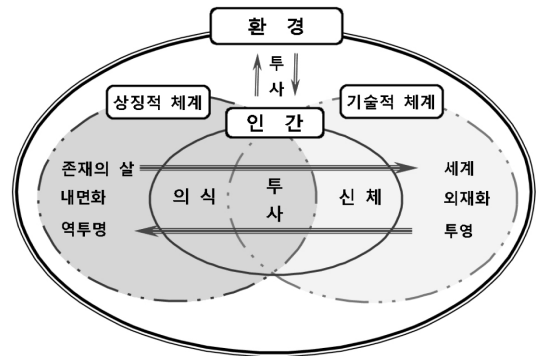 환 경
투
사
상징적 체계
기술적 체계
인 간
존재의 살
세계
내면화
의 식
투
사
신 체
외재화
역투명
투영